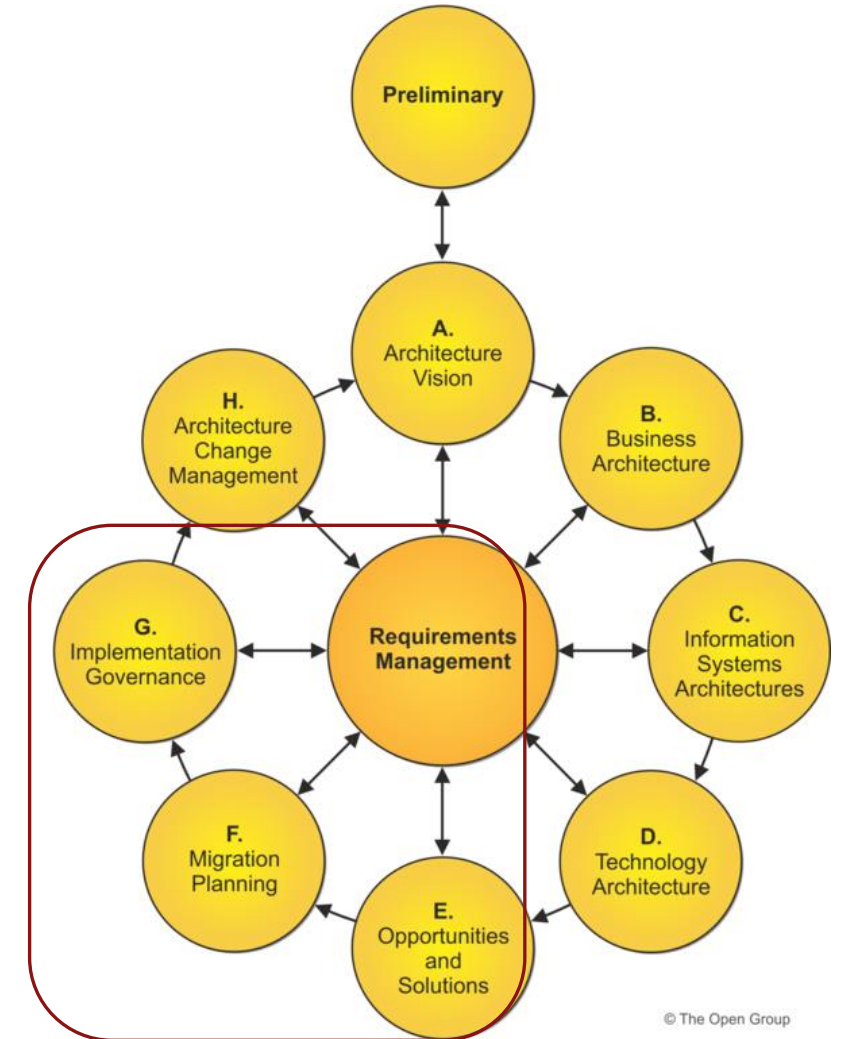 Preliminary
A.
Architecture
Vision
B.
Business
Architecture
C.
Information
Systems
Architectures
D.
Technology
Architecture
E.
Opportunities
and
Solutions
F.
Migration
Planning
G.
Implementation
Governance
H.
Architecture
Change
Management
Requirements
Management
© The Open Group